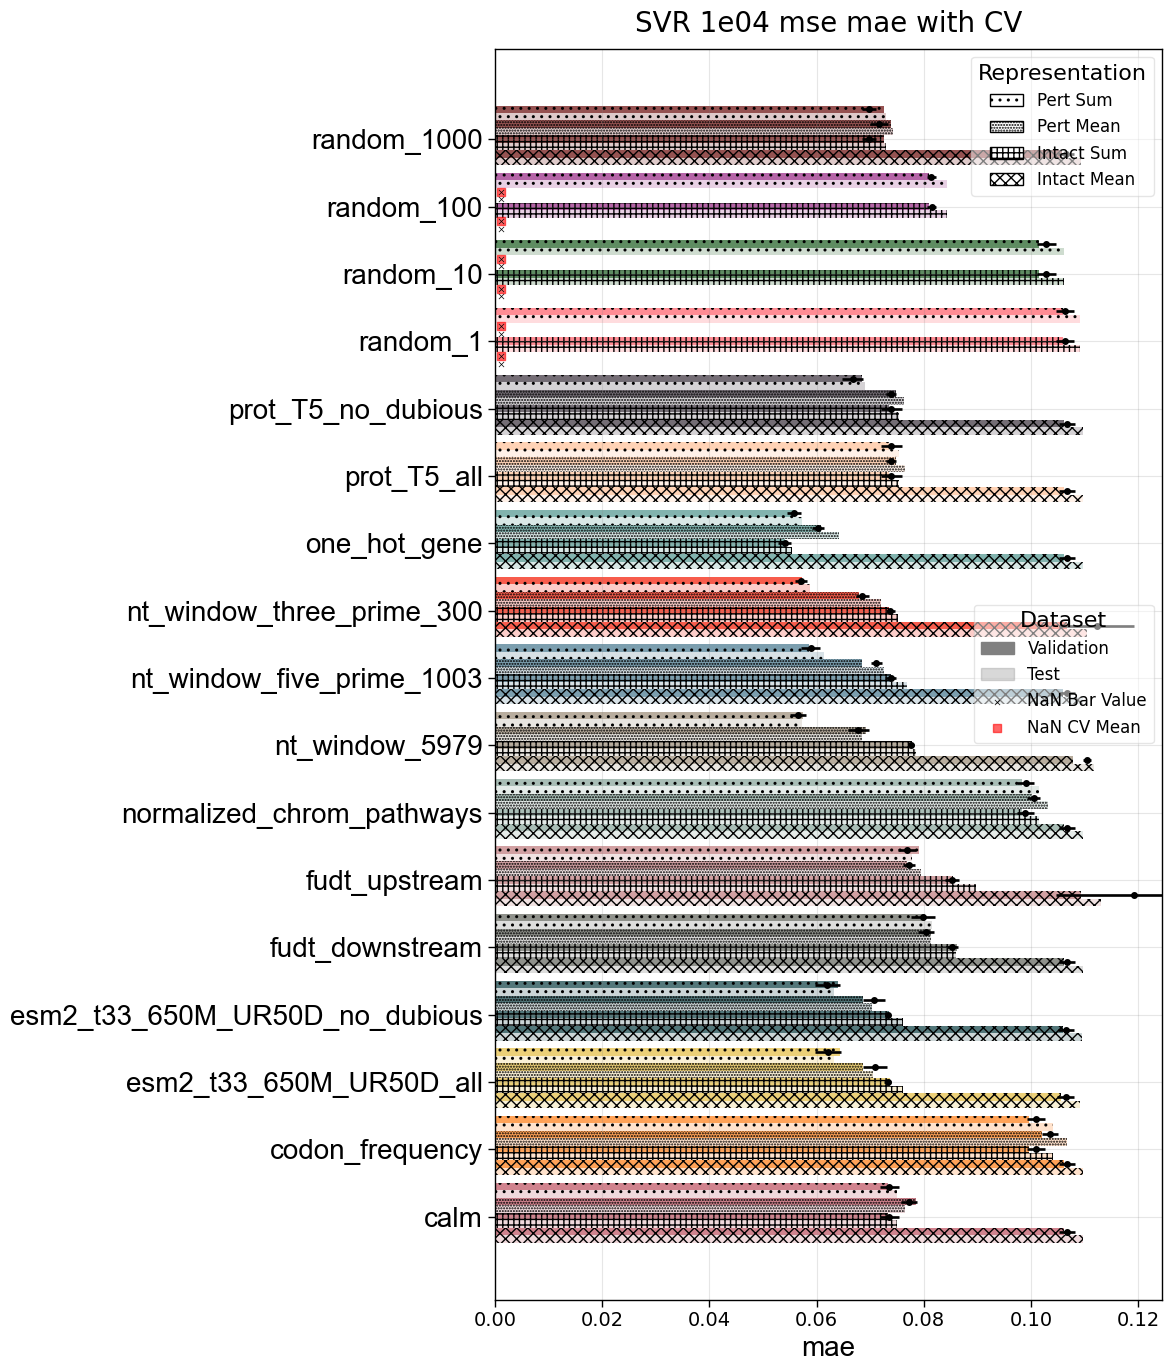 SVR 1e04 mse mae with CV
Representation
Pert Sum
Pert Mean
Intact Sum
Intact Mean
random_1000
random_100
random_10
random_1
prot_T5_no_dubious
prot_T5_all
one_hot_gene
nt_window_three_prime_300
nt_window_five_prime_1003
nt_window_5979
normalized_chrom_pathways
fudt_upstream
fudt_downstream
esm2_t33_650M_UR50D_no_dubious
esm2_t33_650M_UR50D_all
codon_frequency
calm
Dataset
Validation
Test
NaN Bar Value
NaN CV Mean
0.00 0.02 0.04 0.06 0.08 0.10 0.12
mae